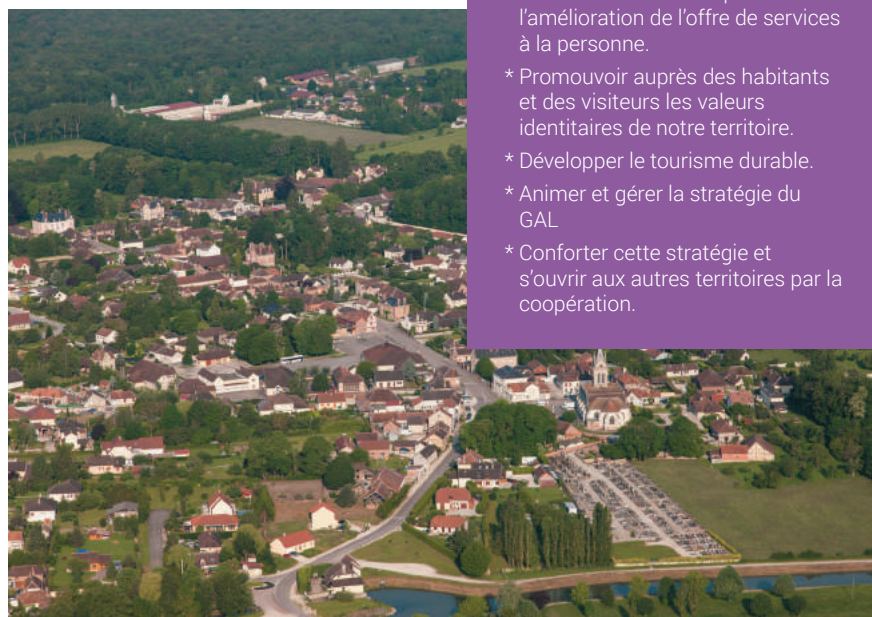 l’amélioration de l’offre de services
à la personne.
* Promouvoir auprès des habitants
et des visiteurs les valeurs
identitaires de notre territoire.
* Développer le tourisme durable.
* Animer et gérer la stratégie du
GAL
* Conforter cette stratégie et
s’ouvrir aux autres territoires par la
coopération.